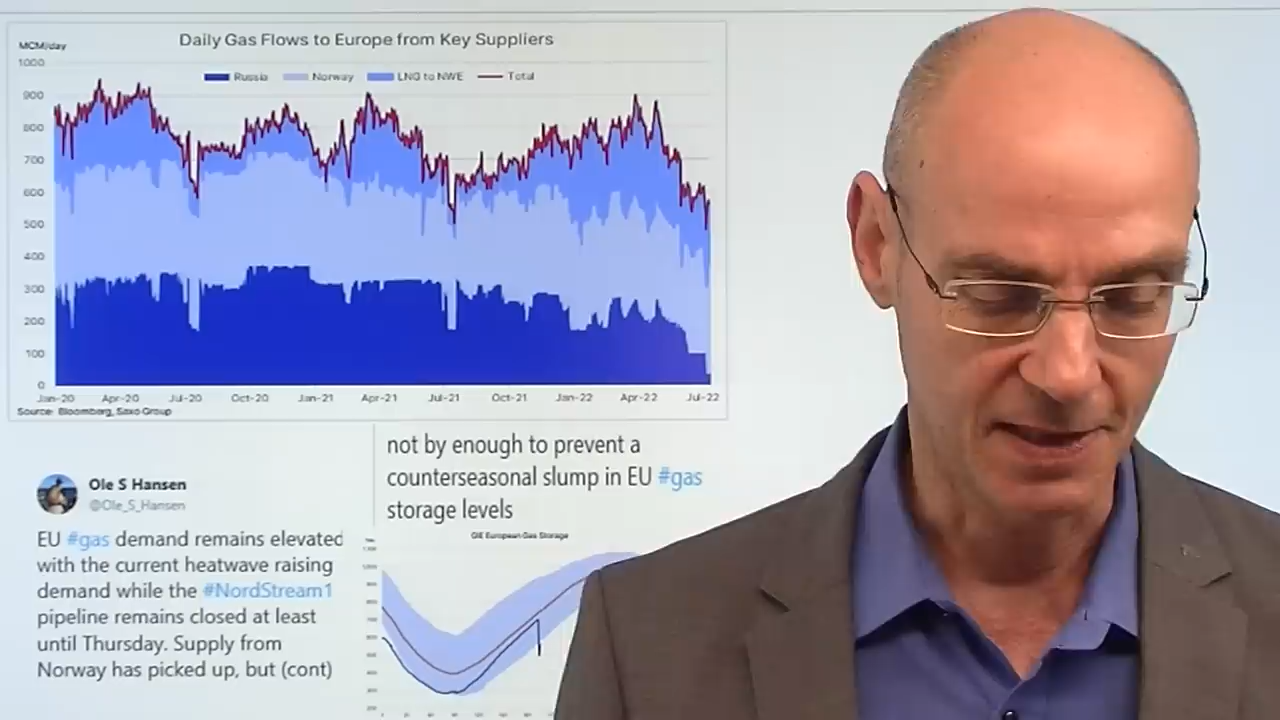 Daily Gas Flows to Europe from Key Suppliers
MCM/day
Russia Norway LNG to NWE Total
1000
900
800
700
600
500
400
300
200
100
0
Jan-20 Apr-20 Jul-20 Oct-20 Jan-21 Apr-21 Jul-21 Oct-21 Jan-22 Apr-22 Jul-22
Source: Bloomberg, Saxo Group
Ole S Hansen
@Ole_S_Hansen
EU #gas demand remains elevated
with the current heatwave raising
demand while the #NordStream1
pipeline remains closed at least
until Thursday. Supply from
Norway has picked up, but (cont)
not by enough to prevent a
counterseasonal slump in EU #gas
storage levels
GIE European Gas Storage